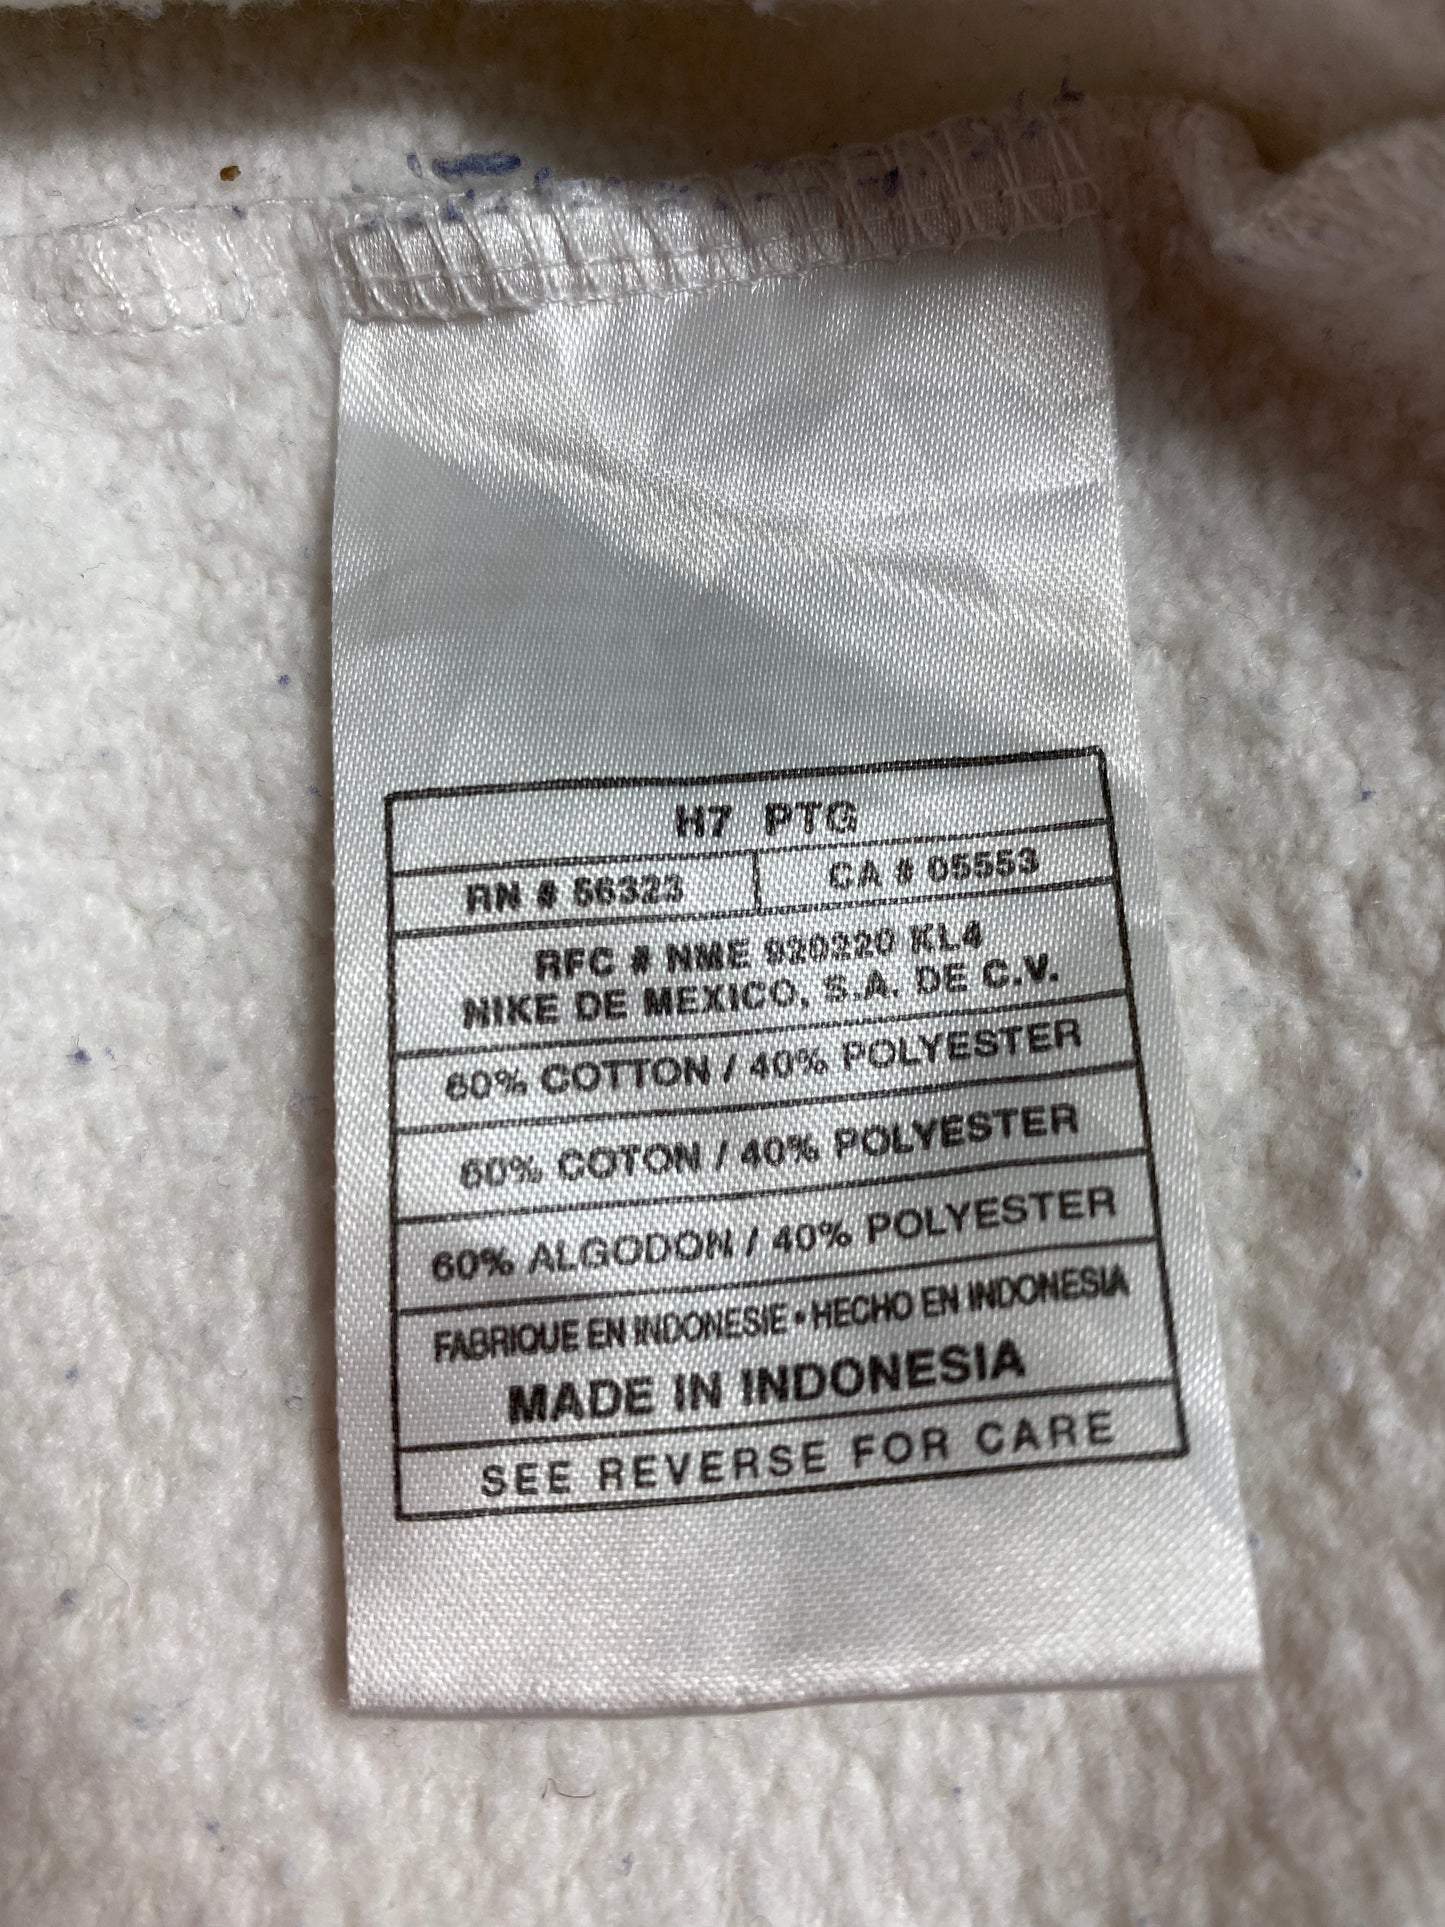 H7 PTG
RN # 56323
CA # 05553
RFC # NME 920220 KL4
NIKE DE MEXICO, S.A. DE C.V.
60% COTTON / 40% POLYESTER
60% COTON / 40% POLYESTER
60% ALGODON / 40% POLYESTER
FABRIQUE EN INDONESIE • HECHO EN INDONESIA
MADE IN INDONESIA
SEE REVERSE FOR CARE